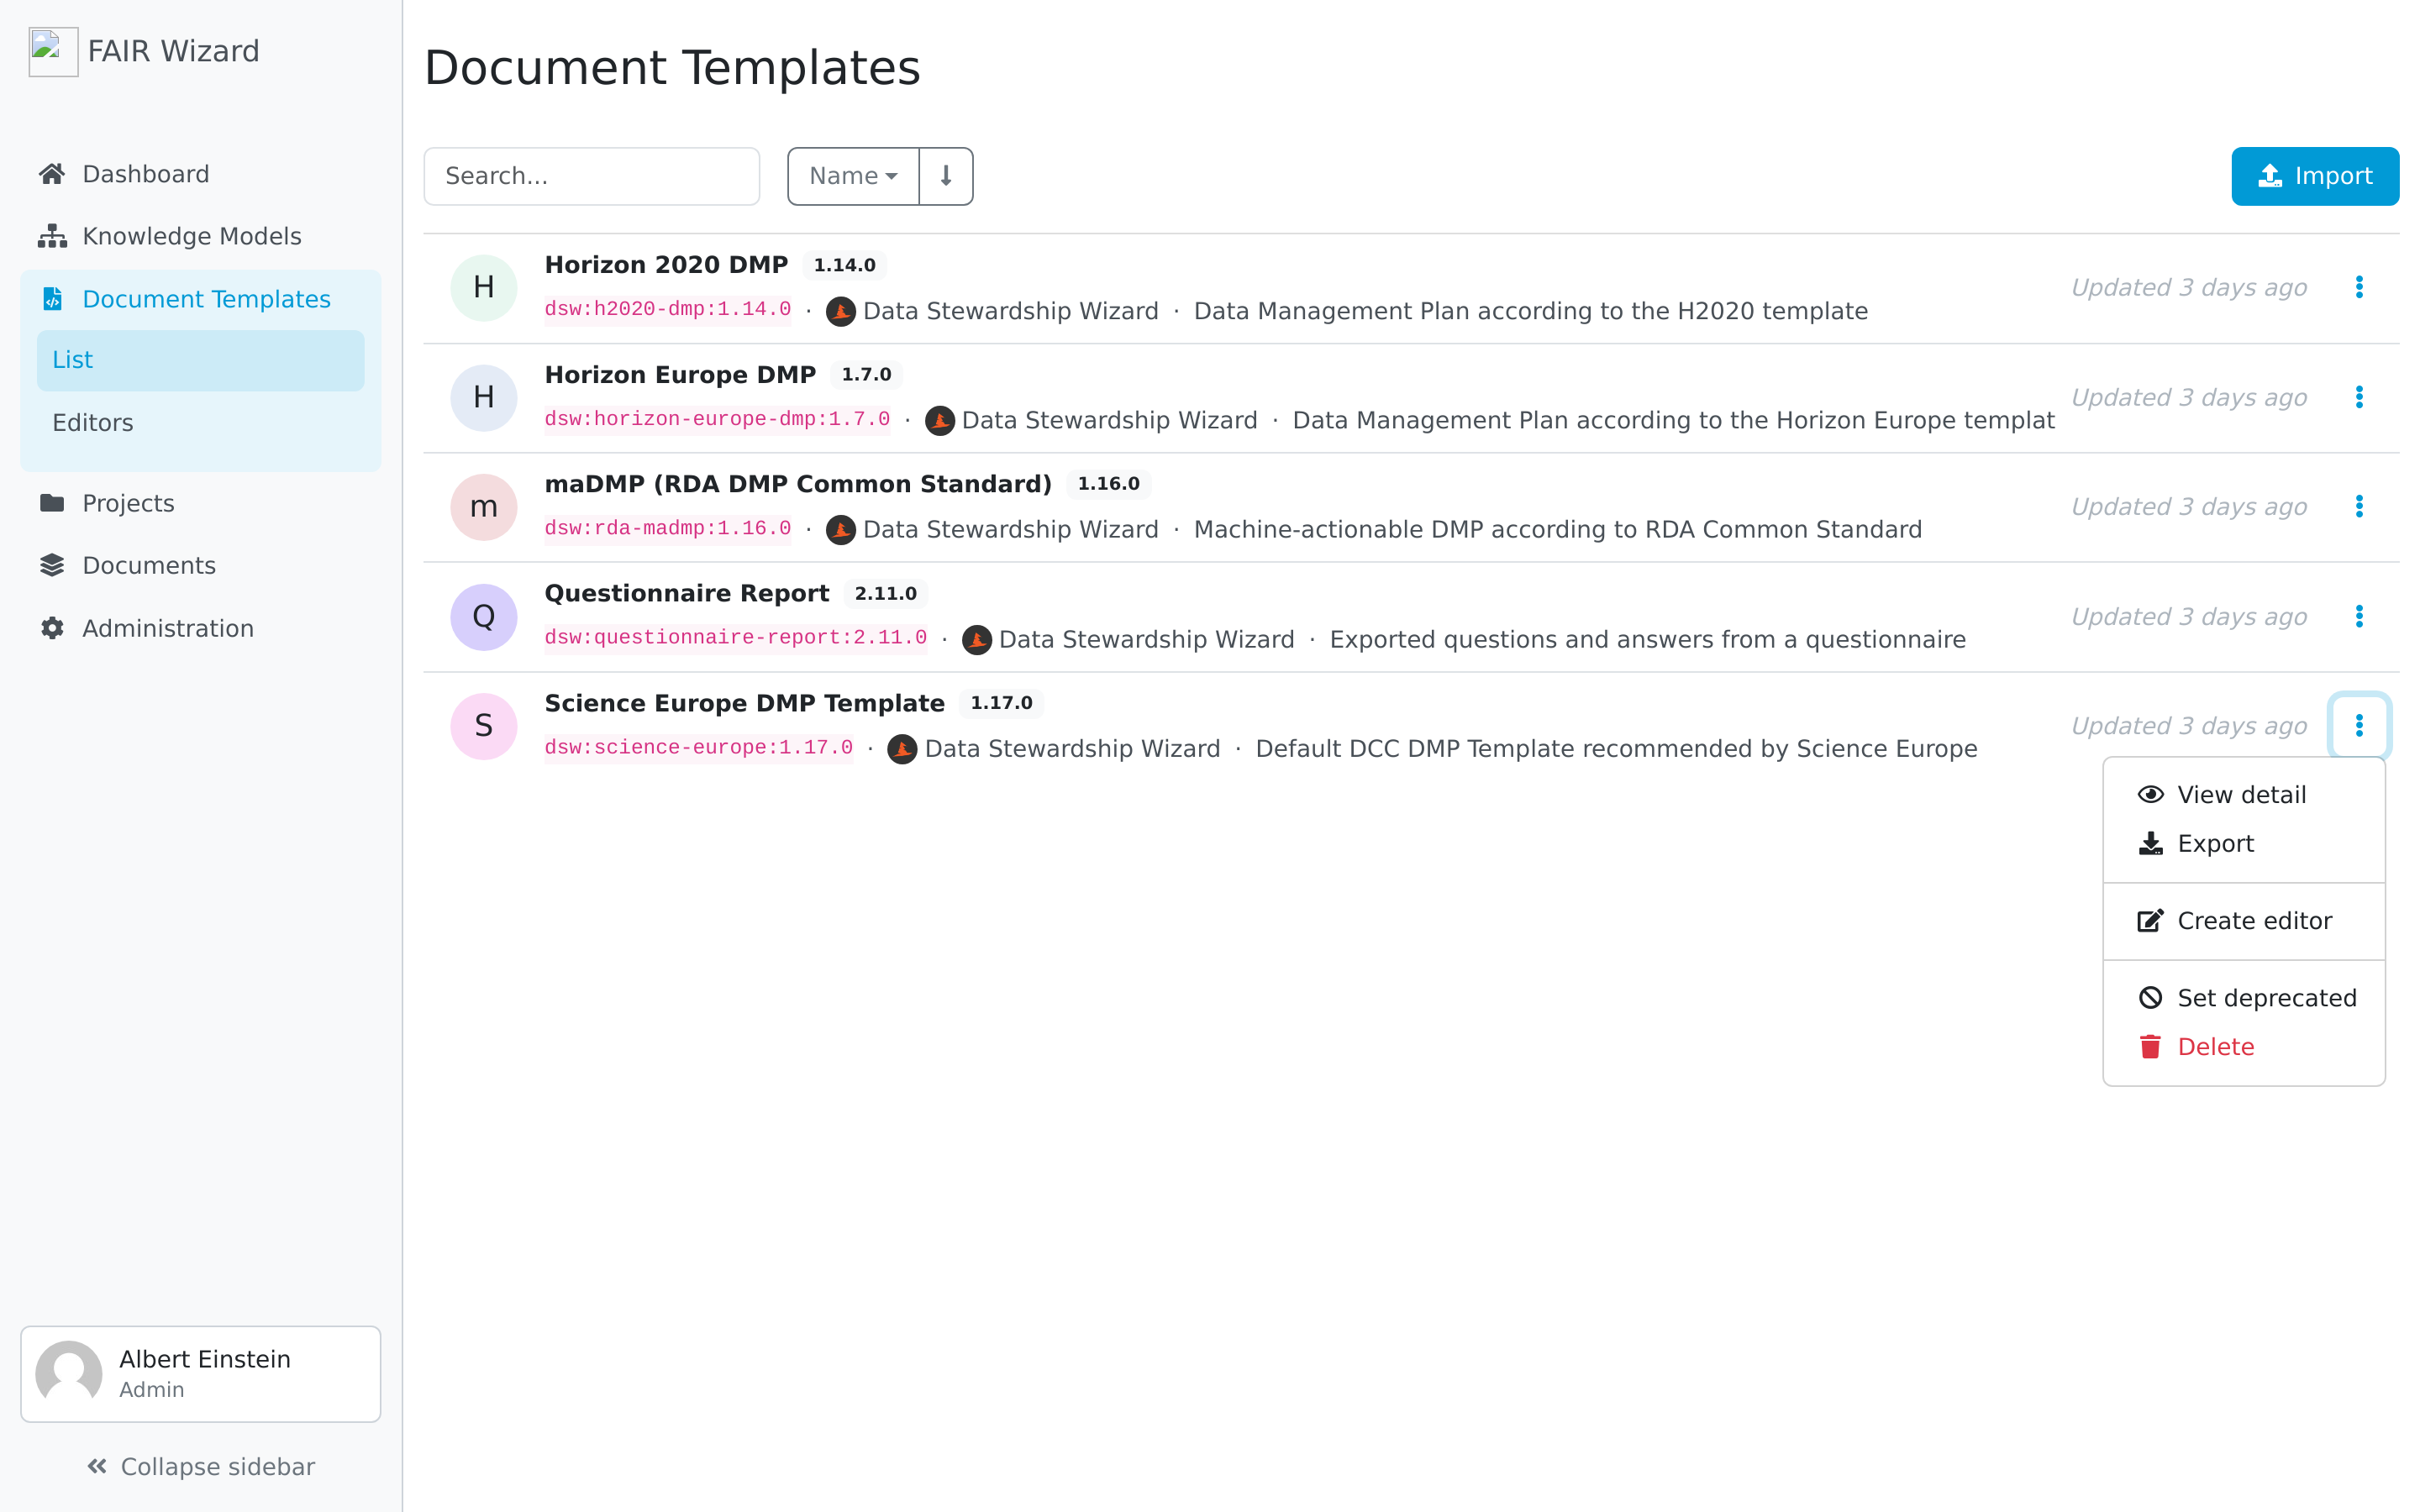 FAIR Wizard
Dashboard
Knowledge Models
Document Templates
List
Editors
Projects
Documents
Administration
Albert Einstein
Admin
Collapse sidebar
Document Templates
Search...
Name
Import
H
Horizon 2020 DMP 1.14.0
dsw:h2020-dmp:1.14.0 · Data Stewardship Wizard · Data Management Plan according to the H2020 template
Updated 3 days ago
H
Horizon Europe DMP 1.7.0
dsw:horizon-europe-dmp:1.7.0 · Data Stewardship Wizard · Data Management Plan according to the Horizon Europe templat
Updated 3 days ago
m
maDMP (RDA DMP Common Standard) 1.16.0
dsw:rda-madmp:1.16.0 · Data Stewardship Wizard · Machine-actionable DMP according to RDA Common Standard
Updated 3 days ago
Q
Questionnaire Report 2.11.0
dsw:questionnaire-report:2.11.0 · Data Stewardship Wizard · Exported questions and answers from a questionnaire
Updated 3 days ago
S
Science Europe DMP Template 1.17.0
dsw:science-europe:1.17.0 · Data Stewardship Wizard · Default DCC DMP Template recommended by Science Europe
Updated 3 days ago
View detail
Export
Create editor
Set deprecated
Delete